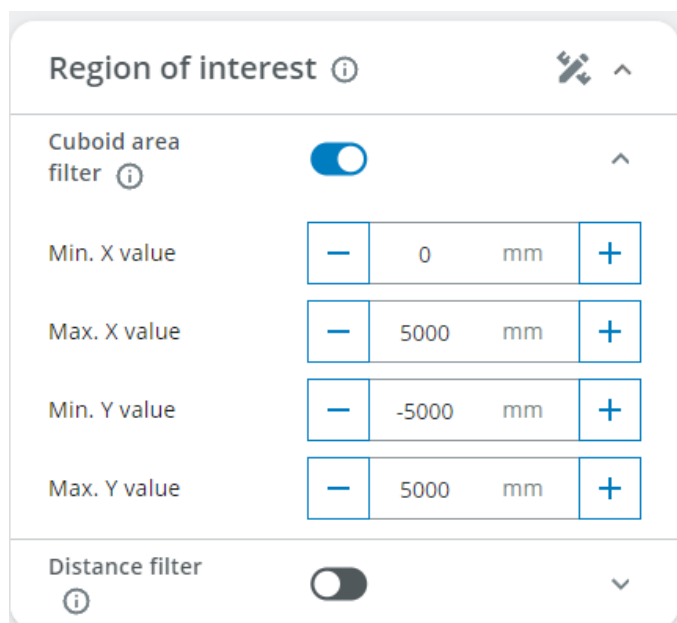 Region of interest
Cuboid area
filter
Min. X value − 0 mm +
Max. X value − 5000 mm +
Min. Y value − -5000 mm +
Max. Y value − 5000 mm +
Distance filter